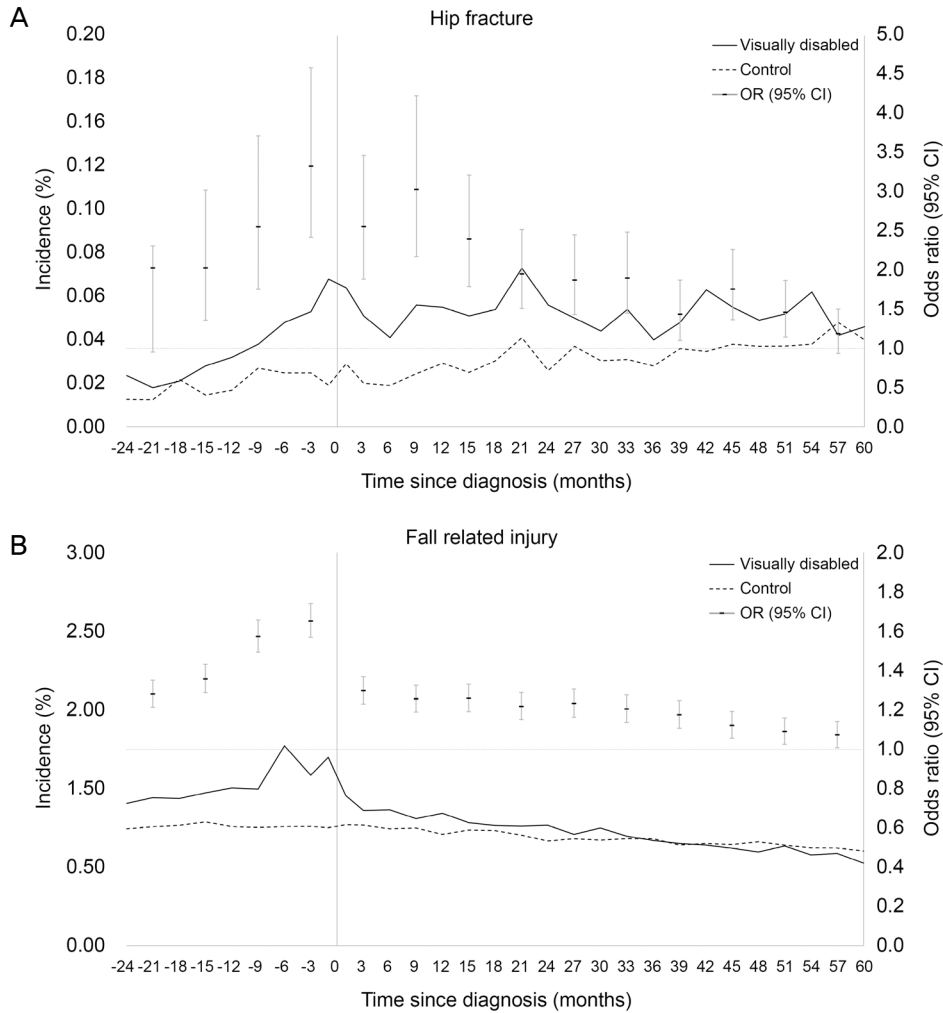 A
Hip fracture
0.20
0.18
0.16
0.14
0.12
0.10
0.08
0.06
0.04
0.02
0.00
Incidence (%)
Visually disabled
Control
OR (95% CI)
5.0
4.5
4.0
3.5
3.0
2.5
2.0
1.5
1.0
0.5
0.0
Odds ratio (95% CI)
-24 -21 -18 -15 -12 -9 -6 -3 0 3 6 9 12 15 18 21 24 27 30 33 36 39 42 45 48 51 54 57 60
Time since diagnosis (months)
B
Fall related injury
3.00
2.50
2.00
1.50
0.50
0.00
Incidence (%)
Visually disabled
Control
OR (95% CI)
2.0
1.8
1.6
1.4
1.2
1.0
0.8
0.6
0.4
0.2
0.0
Odds ratio (95% CI)
-24 -21 -18 -15 -12 -9 -6 -3 0 3 6 9 12 15 18 21 24 27 30 33 36 39 42 45 48 51 54 57 60
Time since diagnosis (months)